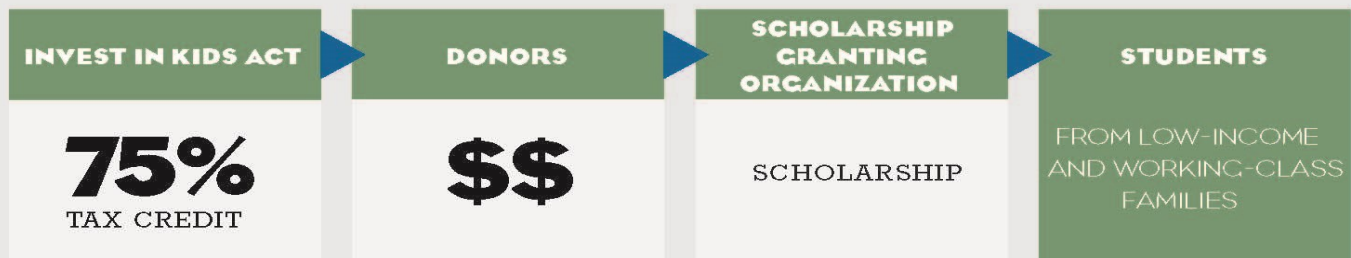 INVEST IN KIDS ACT
75%
TAX CREDIT
DONORS
$$
SCHOLARSHIP
GRANTING
ORGANIZATION
SCHOLARSHIP
STUDENTS
FROM LOW-INCOME
AND WORKING-CLASS
FAMILIES